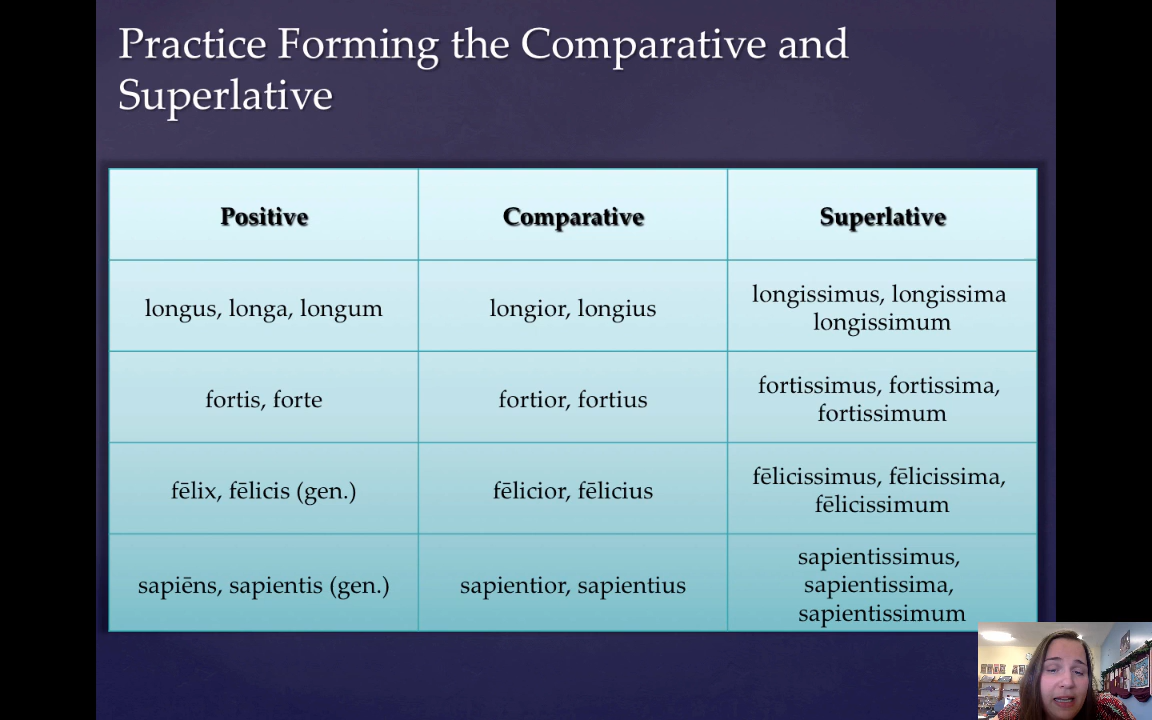 Practice Forming the Comparative and
Superlative
Positive
Comparative
Superlative
longus, longa, longum
longior, longius
longissimus, longissima
longissimum
fortis, forte
fortior, fortius
fortissimus, fortissima,
fortissimum
fēlix, fēlicis (gen.)
fēlicior, fēlicius
fēlicissimus, fēlicissima,
fēlicissimum
sapiēns, sapientis (gen.)
sapientior, sapientius
sapientissimus,
sapientissima,
sapientissimum